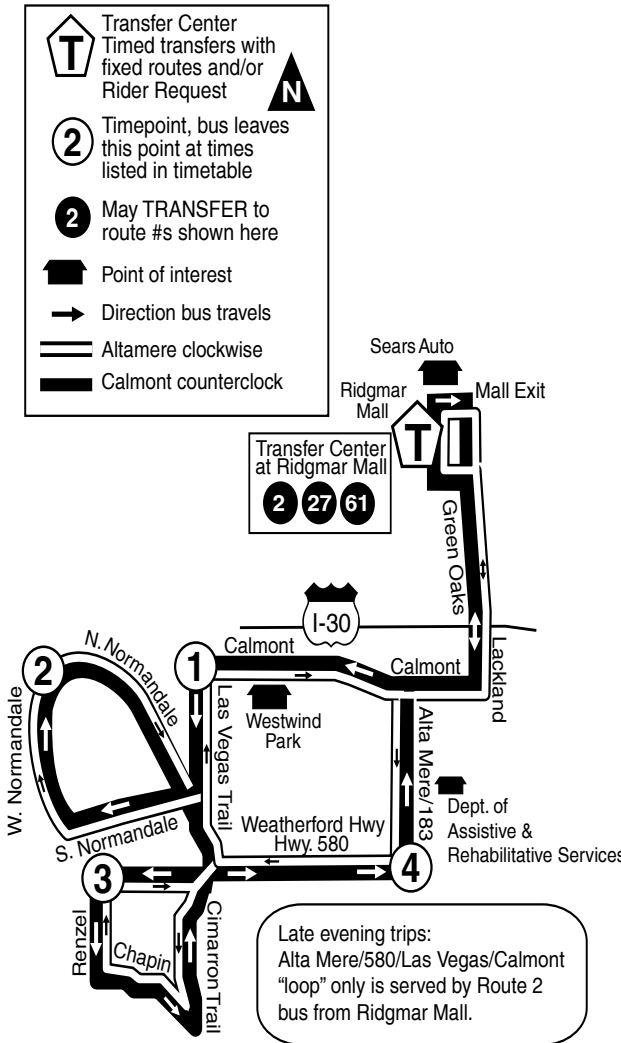 Transfer Center
Timed transfers with
fixed routes and/or
Rider Request
T
N
2
Timepoint, bus leaves
this point at times
listed in timetable
2
May TRANSFER to
route #s shown here
Point of interest
Direction bus travels
Altamere clockwise
Calmont counterclock
Sears Auto
Ridgmar
Mall
Mall Exit
T
Transfer Center
at Ridgmar Mall
2 27 61
Green Oaks
I-30
Lackland
Calmont
Calmont
1
2
N. Normandale
W. Normandale
S. Normandale
Las Vegas Trail
Westwind
Park
Alta Mere/183
Dept. of
Assistive &
Rehabilitative Services
Weatherford Hwy
Hwy. 580
3
4
Renzel
Chapin
Cimarron Trail
Late evening trips:
Alta Mere/580/Las Vegas/Calmont
“loop” only is served by Route 2
bus from Ridgmar Mall.